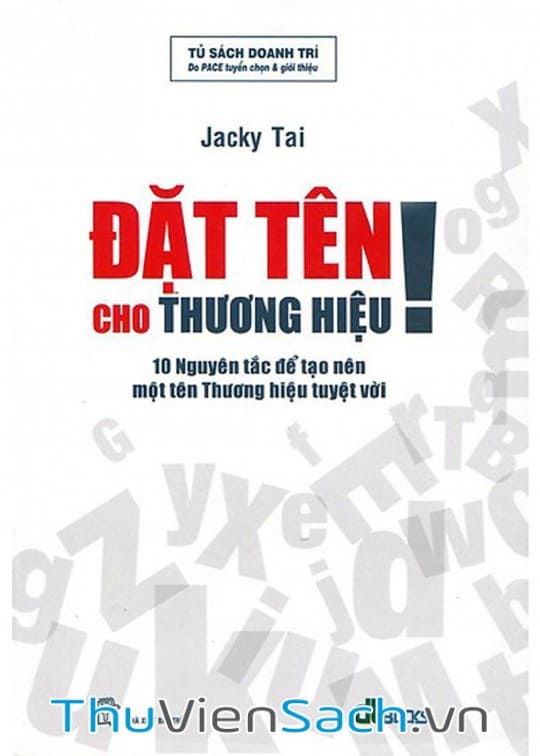 TỦ SÁCH DOANH TRÍ
Do PACE tuyển chọn & giới thiệu
Jacky Tai
ĐẶT TÊN
CHO THƯƠNG HIỆU !
10 Nguyên tắc để tạo nên
một tên Thương hiệu tuyệt vời
ThuVienSach.vn